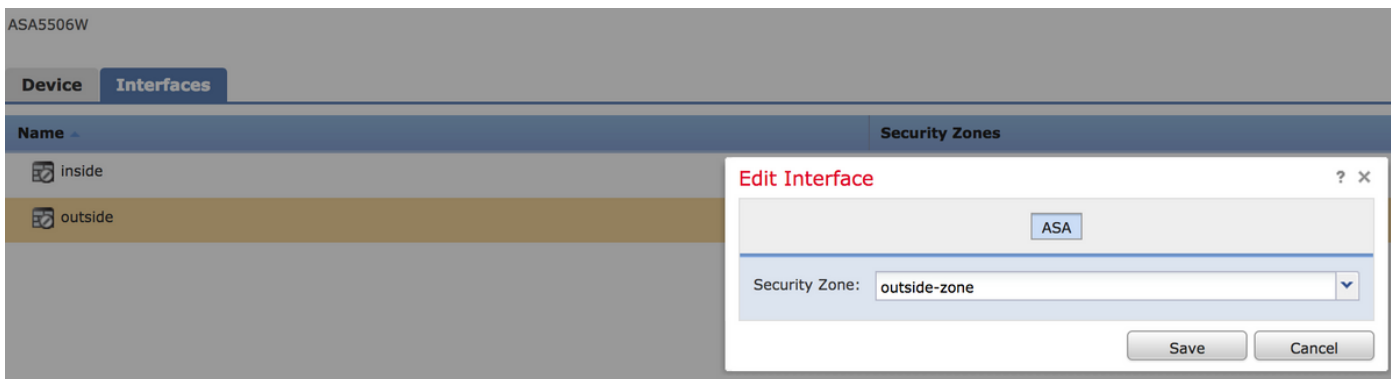 ASA5506W
Device Interfaces
Name Security Zones
inside
Edit Interface ? ×
outside
ASA
Security Zone: outside-zone
Save Cancel